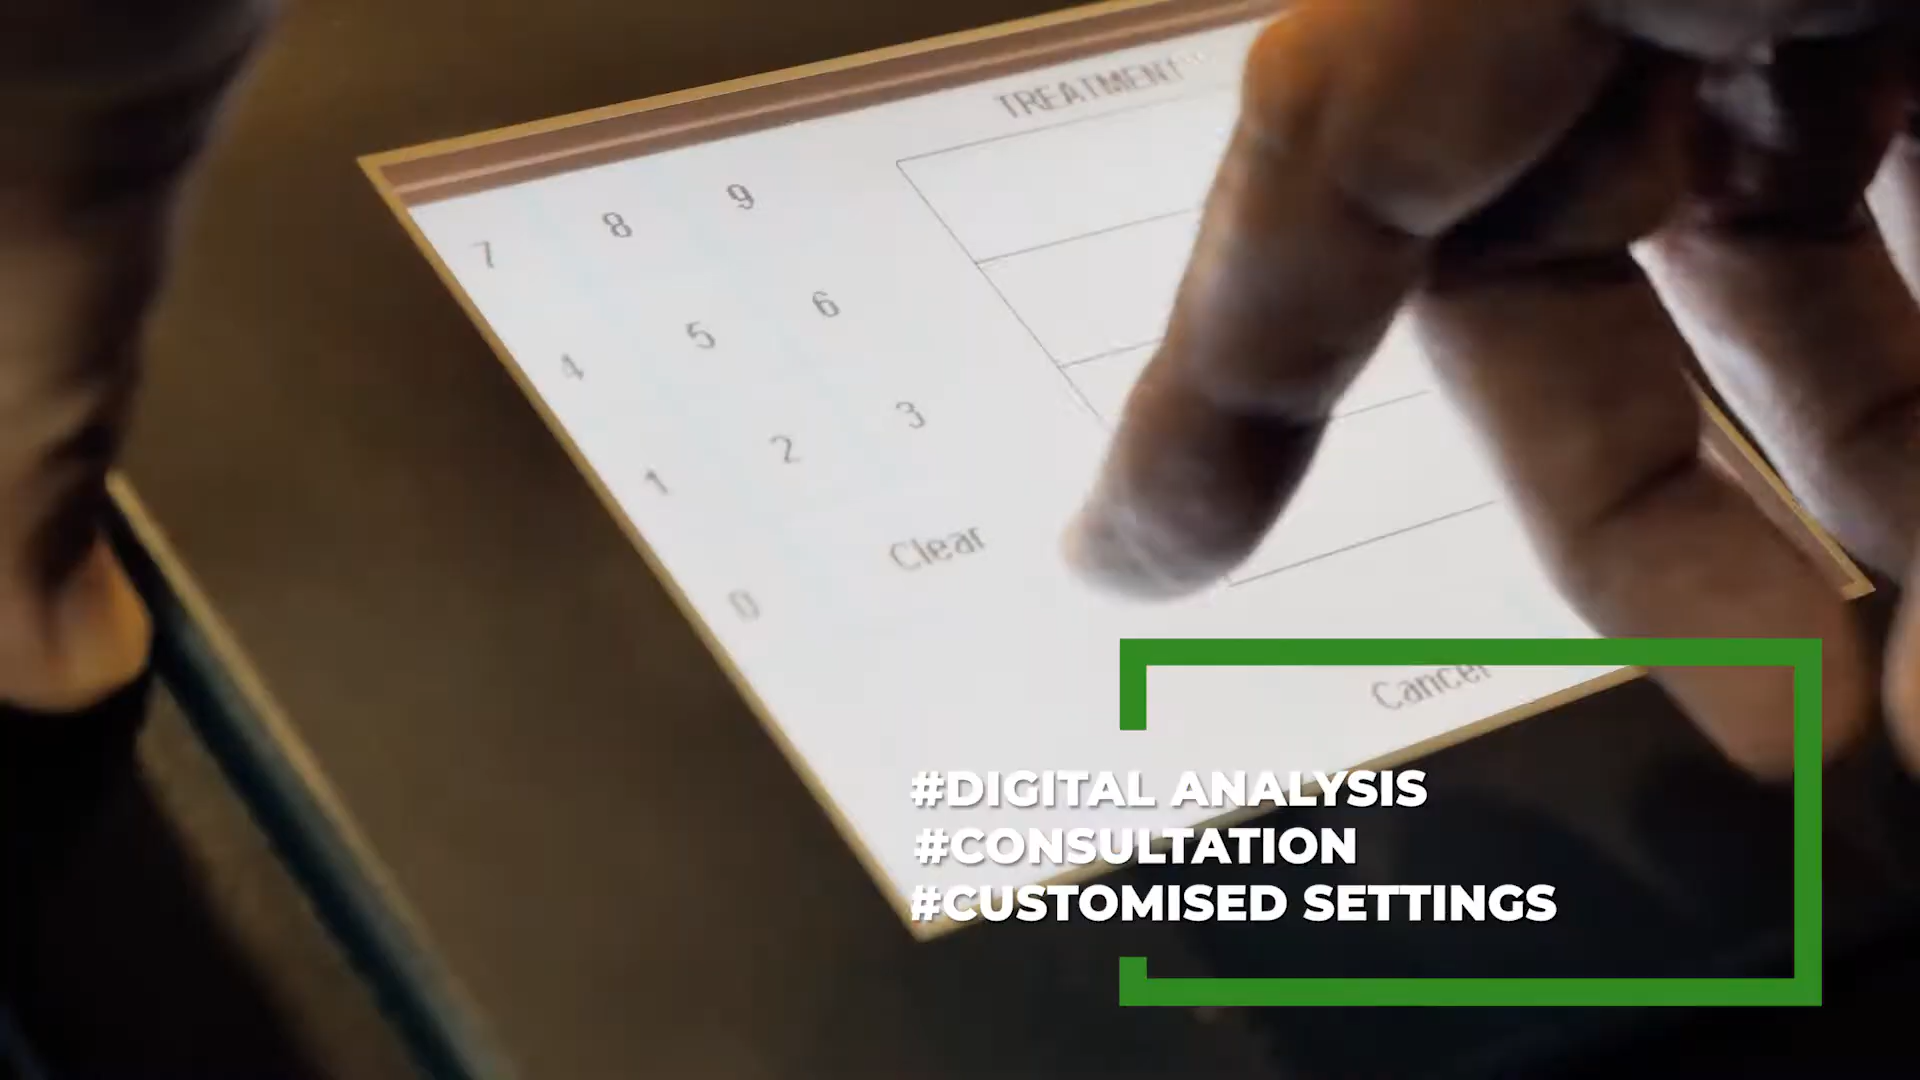 TREATMENT
7 8 9
4 5 6
1 2 3
0 Clear
Cancel
#DIGITAL ANALYSIS
#CONSULTATION
#CUSTOMISED SETTINGS